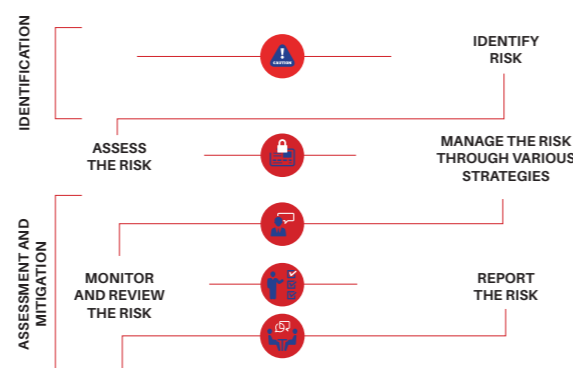 IDENTIFICATION
CAUTION
IDENTIFY
RISK
ASSESS
THE RISK
MANAGE THE RISK
THROUGH VARIOUS
STRATEGIES
ASSESSMENT AND
MITIGATION
MONITOR
AND REVIEW
THE RISK
REPORT
THE RISK